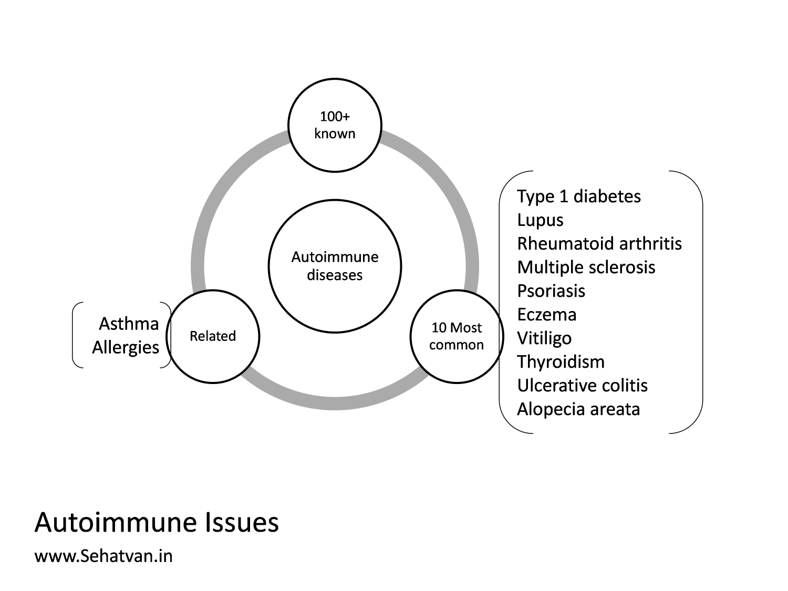 100+
known
Autoimmune
diseases
Type 1 diabetes
Lupus
Rheumatoid arthritis
Multiple sclerosis
Psoriasis
Eczema
Vitiligo
Thyroidism
Ulcerative colitis
Alopecia areata
Asthma
Allergies
Related
10 Most
common
Autoimmune Issues
www.Sehatvan.in